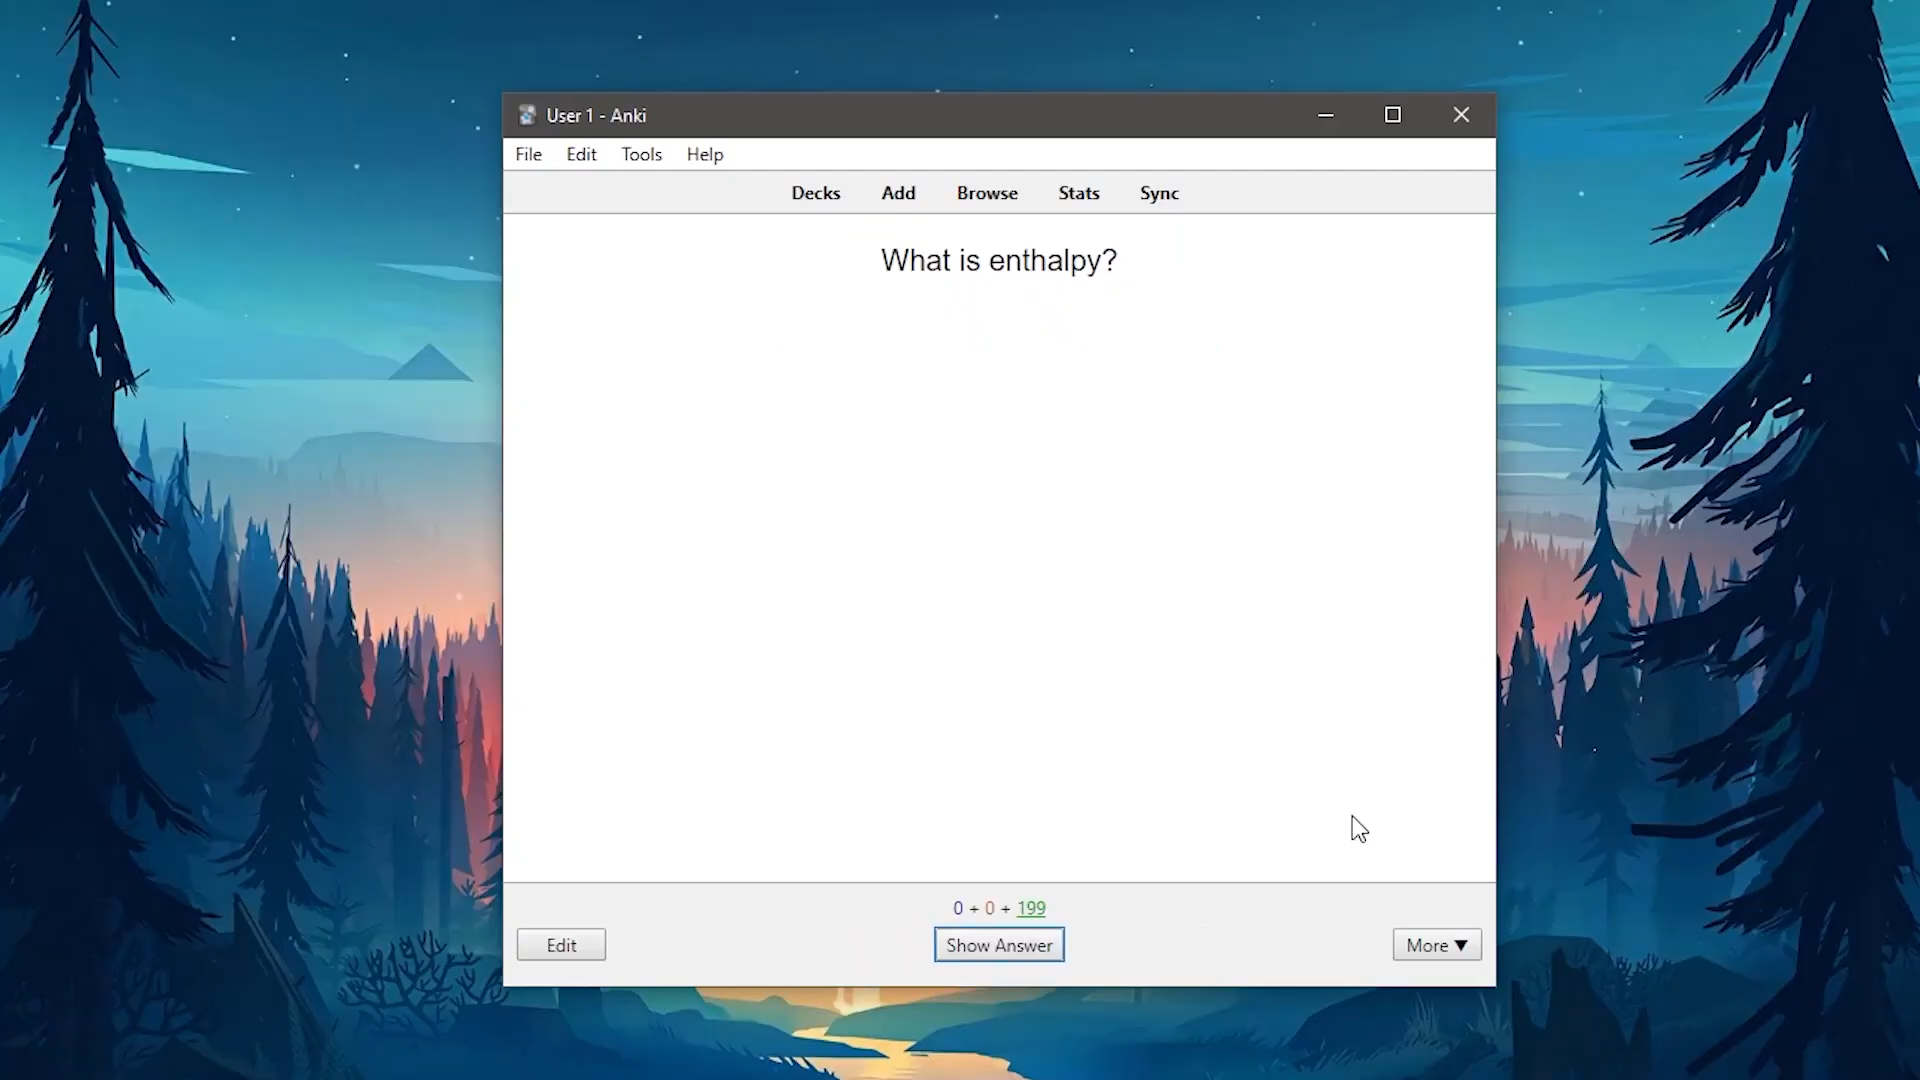 User 1 - Anki
File Edit Tools Help
Decks Add Browse Stats Sync
What is enthalpy?
0 + 0 + 199
Edit Show Answer More ▼